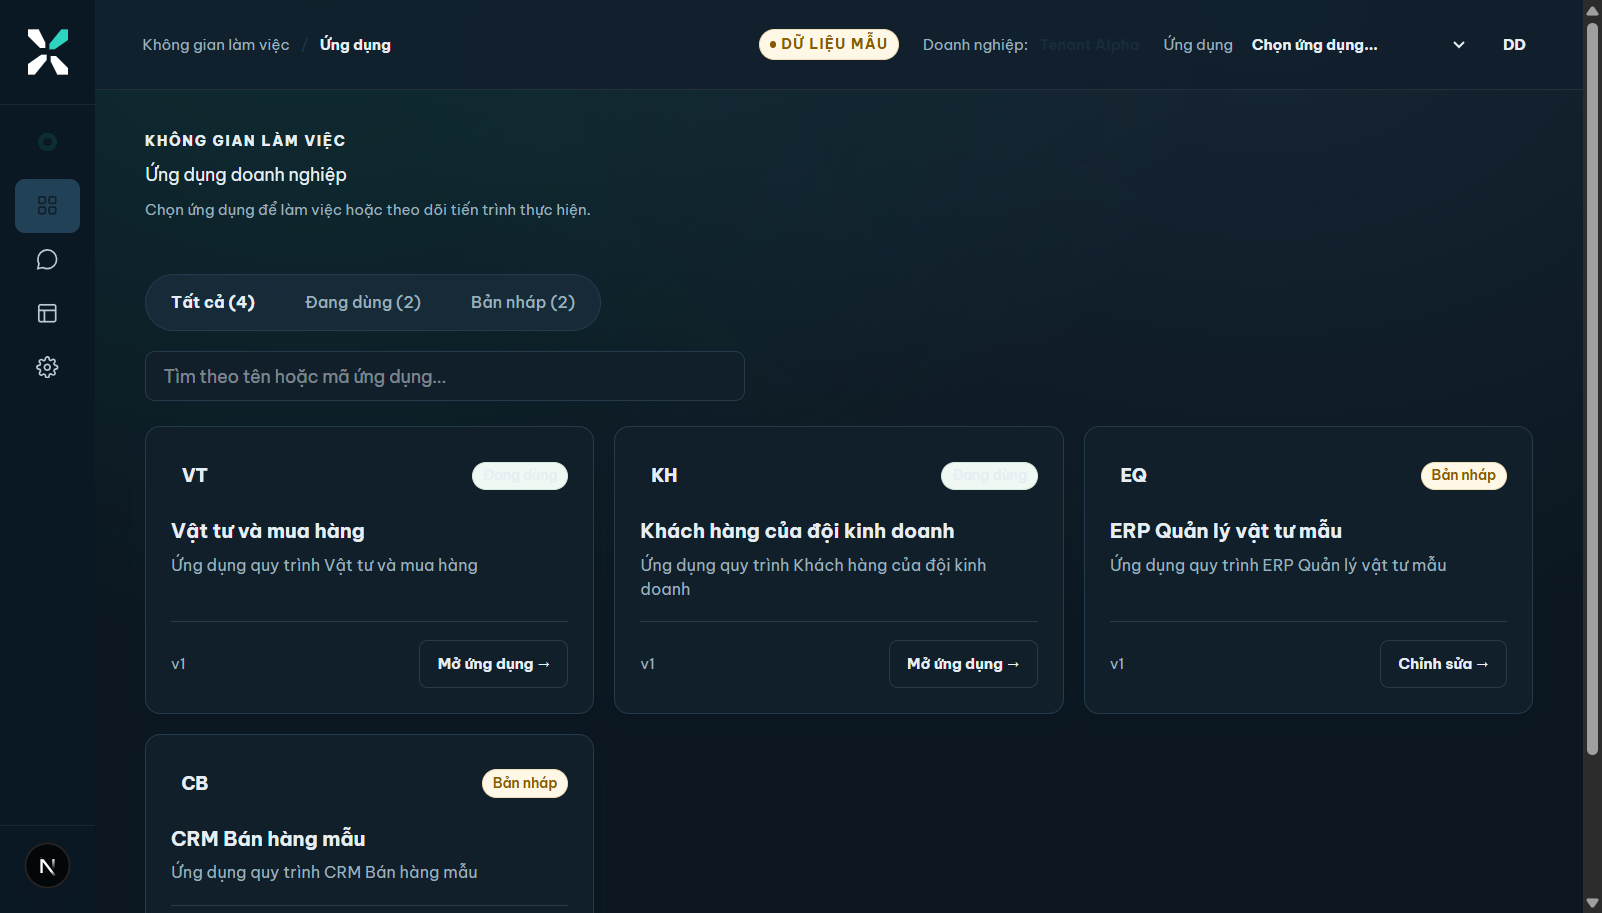 Không gian làm việc / Ứng dụng
DỮ LIỆU MẪU
Doanh nghiệp: Tenant Alpha
Ứng dụng Chọn ứng dụng...
DD
KHÔNG GIAN LÀM VIỆC
Ứng dụng doanh nghiệp
Chọn ứng dụng để làm việc hoặc theo dõi tiến trình thực hiện.
Tất cả (4) Đang dùng (2) Bản nháp (2)
Tìm theo tên hoặc mã ứng dụng...
VT Đang dùng
Vật tư và mua hàng
Ứng dụng quy trình Vật tư và mua hàng
v1 Mở ứng dụng →
KH Đang dùng
Khách hàng của đội kinh doanh
Ứng dụng quy trình Khách hàng của đội kinh
doanh
v1 Mở ứng dụng →
EQ Bản nháp
ERP Quản lý vật tư mẫu
Ứng dụng quy trình ERP Quản lý vật tư mẫu
v1 Chỉnh sửa →
CB Bản nháp
CRM Bán hàng mẫu
Ứng dụng quy trình CRM Bán hàng mẫu
N